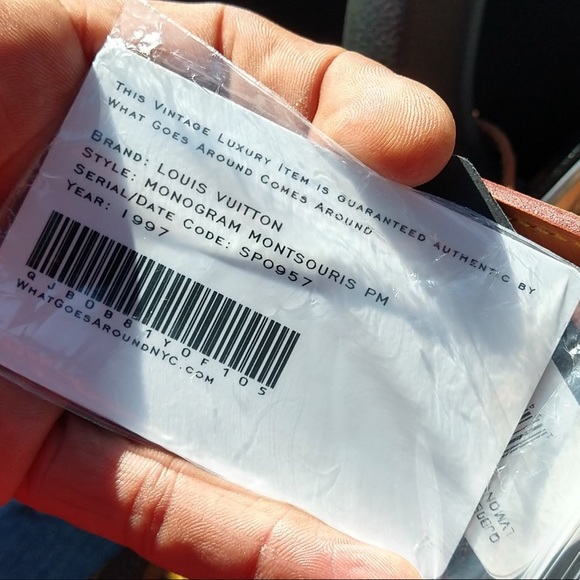 THIS VINTAGE LUXURY ITEM IS GUARANTEED AUTHENTIC BY
WHAT GOES AROUND COMES AROUND
BRAND: LOUIS VUITTON
STYLE: MONOGRAM MONTSOURIS PM
SERIAL/DATE CODE: SP0957
YEAR: 1997
QJB0B81Y0F105
WHATGOESAROUNDNYC.COM